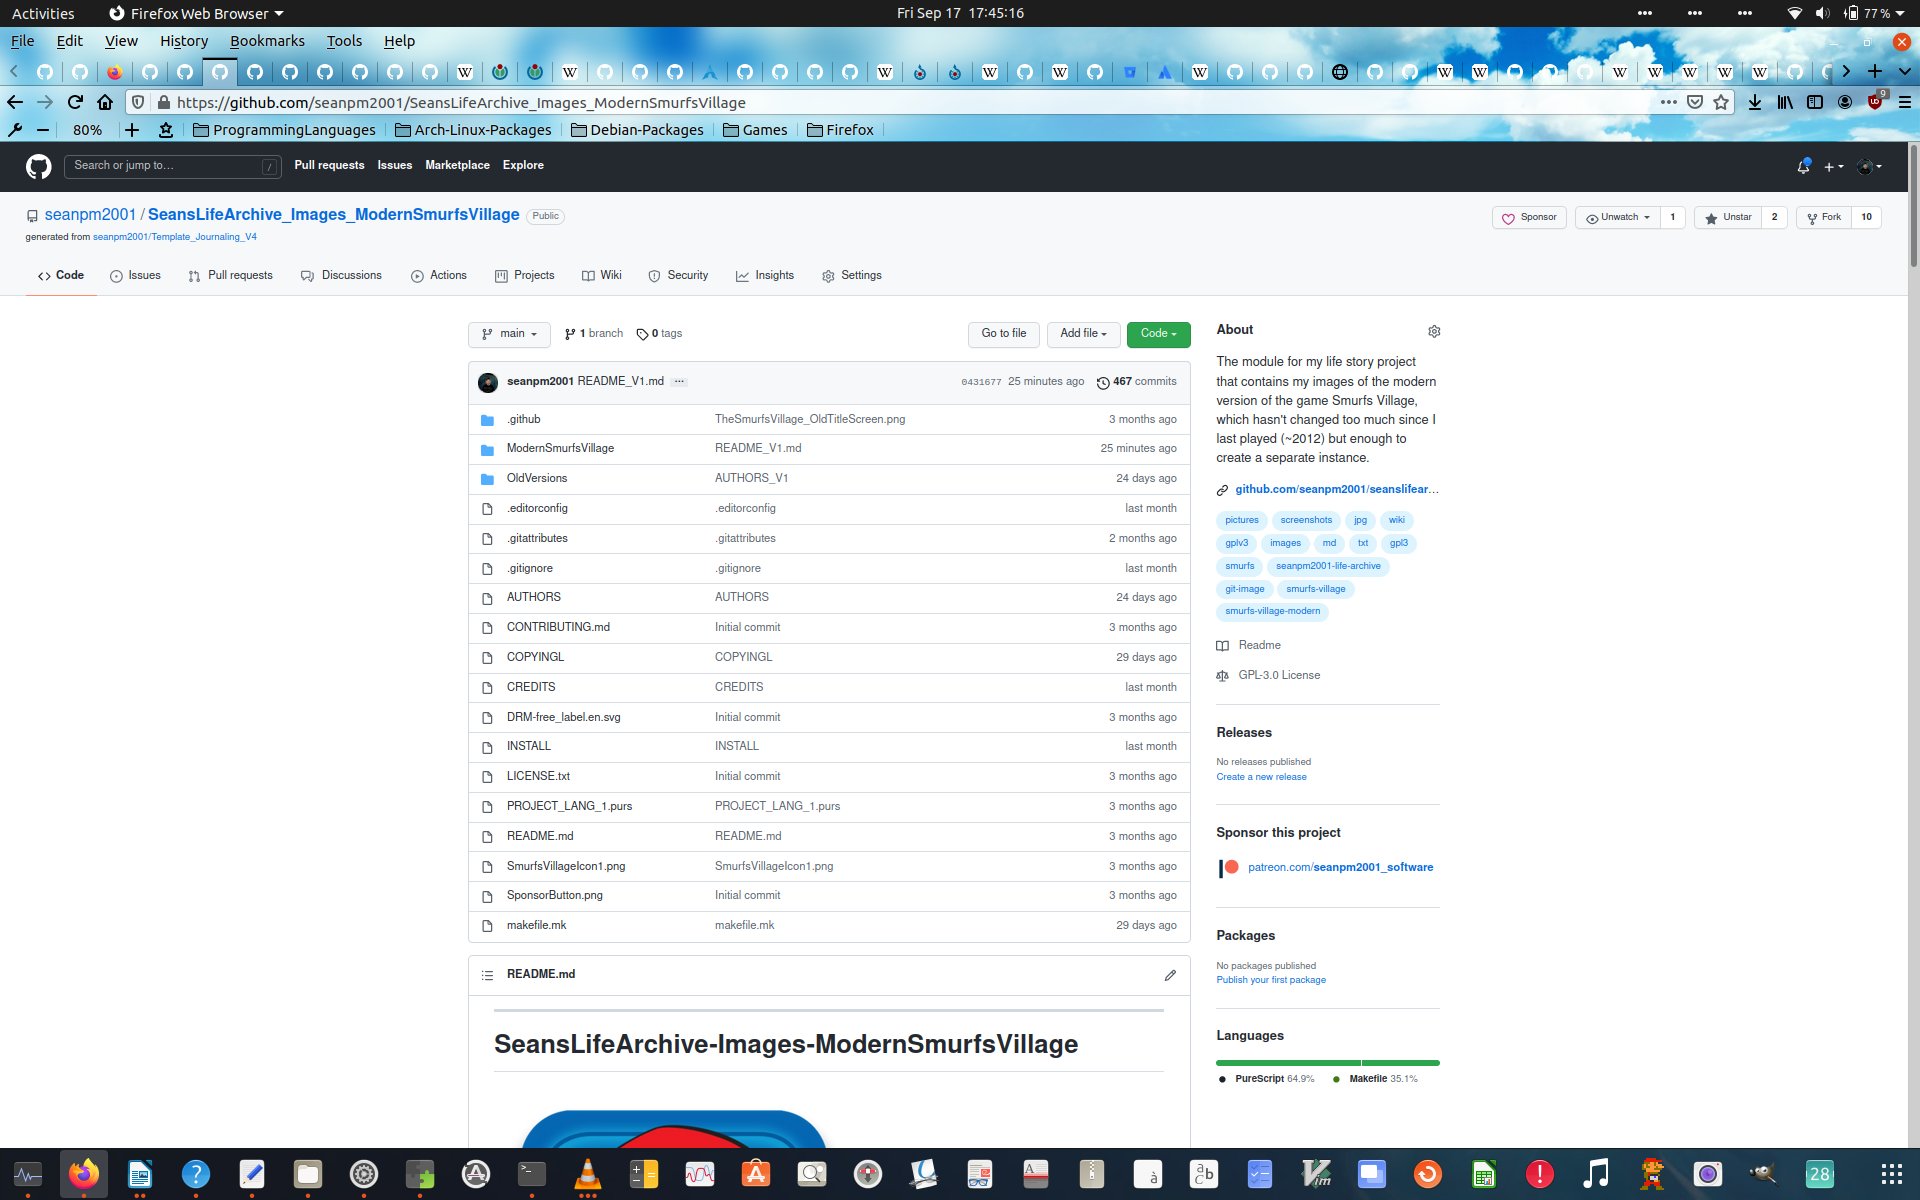 Activities Firefox Web Browser Fri Sep 17 17:45:16 77 %
File Edit View History Bookmarks Tools Help
https://github.com/seanpm2001/SeansLifeArchive_Images_ModernSmurfsVillage 9
80% ProgrammingLanguages Arch-Linux-Packages Debian-Packages Games Firefox
Search or jump to… / Pull requests Issues Marketplace Explore
seanpm2001 / SeansLifeArchive_Images_ModernSmurfsVillage Public Sponsor Unwatch 1 Unstar 2 Fork 10
generated from seanpm2001/Template_Journaling_V4
Code Issues Pull requests Discussions Actions Projects Wiki Security Insights Settings
main 1 branch 0 tags Go to file Add file Code
seanpm2001 README_V1.md ... 0431677 25 minutes ago 467 commits
.github TheSmurfsVillage_OldTitleScreen.png 3 months ago
ModernSmurfsVillage README_V1.md 25 minutes ago
OldVersions AUTHORS_V1 24 days ago
.editorconfig .editorconfig last month
.gitattributes .gitattributes 2 months ago
.gitignore .gitignore last month
AUTHORS AUTHORS 24 days ago
CONTRIBUTING.md Initial commit 3 months ago
COPYINGL COPYINGL 29 days ago
CREDITS CREDITS last month
DRM-free_label.en.svg Initial commit 3 months ago
INSTALL INSTALL last month
LICENSE.txt Initial commit 3 months ago
PROJECT_LANG_1.purs PROJECT_LANG_1.purs 3 months ago
README.md README.md 3 months ago
SmurfsVillageIcon1.png SmurfsVillageIcon1.png 3 months ago
SponsorButton.png Initial commit 3 months ago
makefile.mk makefile.mk 29 days ago
README.md
SeansLifeArchive-Images-ModernSmurfsVillage
About
The module for my life story project
that contains my images of the modern
version of the game Smurfs Village,
which hasn't changed too much since I
last played (~2012) but enough to
create a separate instance.
github.com/seanpm2001/seanslifear…
pictures screenshots jpg wiki
gplv3 images md txt gpl3
smurfs seanpm2001-life-archive
git-image smurfs-village
smurfs-village-modern
Readme
GPL-3.0 License
Releases
No releases published
Create a new release
Sponsor this project
patreon.com/seanpm2001_software
Packages
No packages published
Publish your first package
Languages
PureScript 64.9% Makefile 35.1%
28